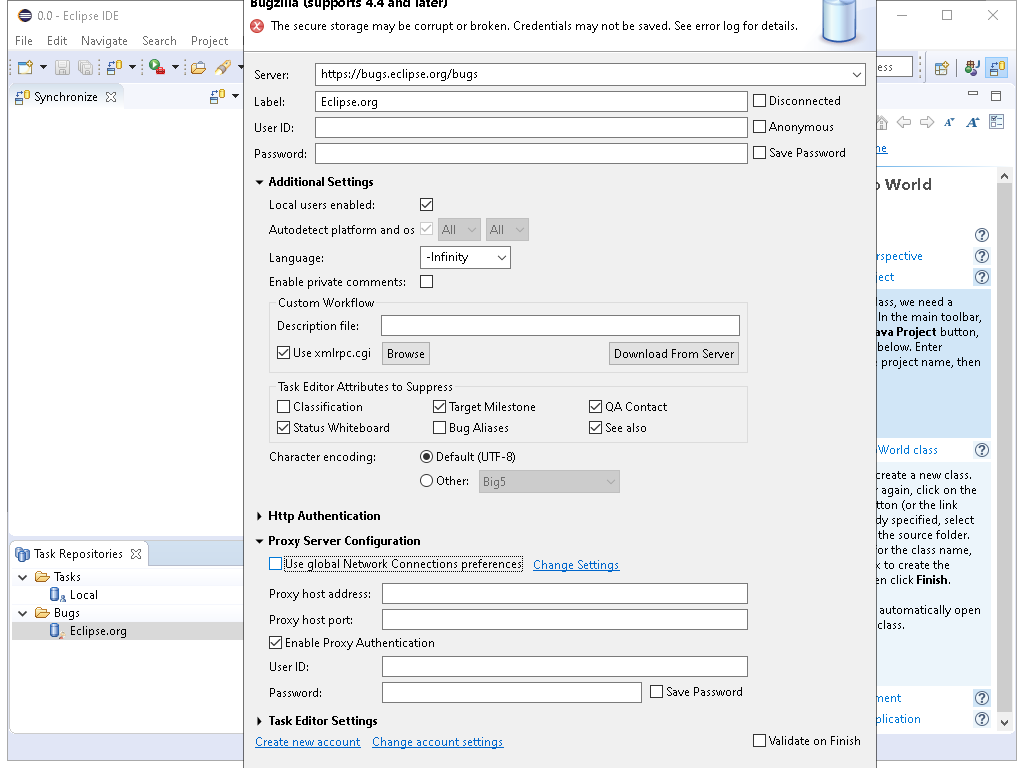 0.0 - Eclipse IDE
Bugzilla (supports 4.4 and later)
The secure storage may be corrupt or broken. Credentials may not be saved. See error log for details.
File Edit Navigate Search Project
Synchronize
Server: https://bugs.eclipse.org/bugs
Label: Eclipse.org Disconnected
User ID: Anonymous
Password: Save Password
Additional Settings
Local users enabled:
Autodetect platform and os All All
Language: -Infinity
Enable private comments:
Custom Workflow
Description file:
Use xmlrpc.cgi Browse Download From Server
Task Editor Attributes to Suppress
Classification Target Milestone QA Contact
Status Whiteboard Bug Aliases See also
Character encoding: Default (UTF-8)
Other: Big5
Http Authentication
Proxy Server Configuration
Use global Network Connections preferences Change Settings
Proxy host address:
Proxy host port:
Enable Proxy Authentication
User ID:
Password: Save Password
Task Editor Settings
Create new account Change account settings Validate on Finish
Task Repositories
Tasks
Local
Bugs
Eclipse.org
ess
ne
o World
rspective
ect
lass, we need a
In the main toolbar,
ava Project button,
below. Enter
project name, then
World class
create a new class.
again, click on the
tton (or the link
dy specified, select
the source folder.
or the class name,
k to create the
en click Finish.
automatically open
class.
ment
plication